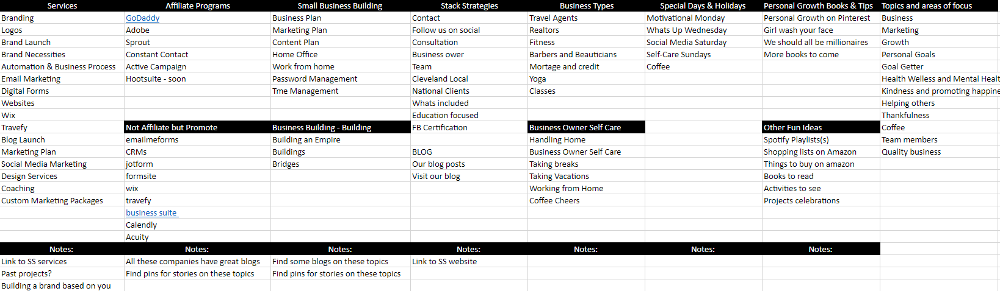 Services Affiliate Programs Small Business Building Stack Strategies Business Types Special Days & Holidays Personal Growth Books & Tips Topics and areas of focus
Branding GoDaddy Business Plan Contact Travel Agents Motivational Monday Personal Growth on Pinterest Business
Logos Adobe Marketing Plan Follow us on social Realtors Whats Up Wednesday Girl wash your face Marketing
Brand Launch Sprout Content Plan Consultation Fitness Social Media Saturday We should all be millionaires Growth
Brand Necessities Constant Contact Home Office Business ower Barbers and Beauticians Self-Care Sundays More books to come Personal Goals
Automation & Business Process Active Campaign Work from home Team Mortage and credit Coffee Goal Getter
Email Marketing Hootsuite - soon Password Management Cleveland Local Yoga Health Welless and Mental Healt
Digital Forms Tme Management National Clients Classes Kindness and promoting happine
Websites Whats included Helping others
Wix Education focused Thankfulness
Travefy Not Affiliate but Promote Business Building - Building FB Certification Business Owner Self Care Other Fun Ideas Coffee
Blog Launch emailmeforms Building an Empire Handling Home Spotify Playlists(s) Team members
Marketing Plan CRMs Buildings BLOG Business Owner Self Care Shopping lists on Amazon Quality business
Social Media Marketing jotform Bridges Our blog posts Taking breaks Things to buy on amazon
Design Services formsite Visit our blog Taking Vacations Books to read
Coaching wix Working from Home Activities to see
Custom Marketing Packages travefy Coffee Cheers Projects celebrations
business suite
Calendly
Acuity
Notes: Notes: Notes: Notes: Notes: Notes: Notes:
Link to SS services All these companies have great blogs Find some blogs on these topics Link to SS website
Past projects? Find pins for stories on these topics Find pins for stories on these topics
Building a brand based on you